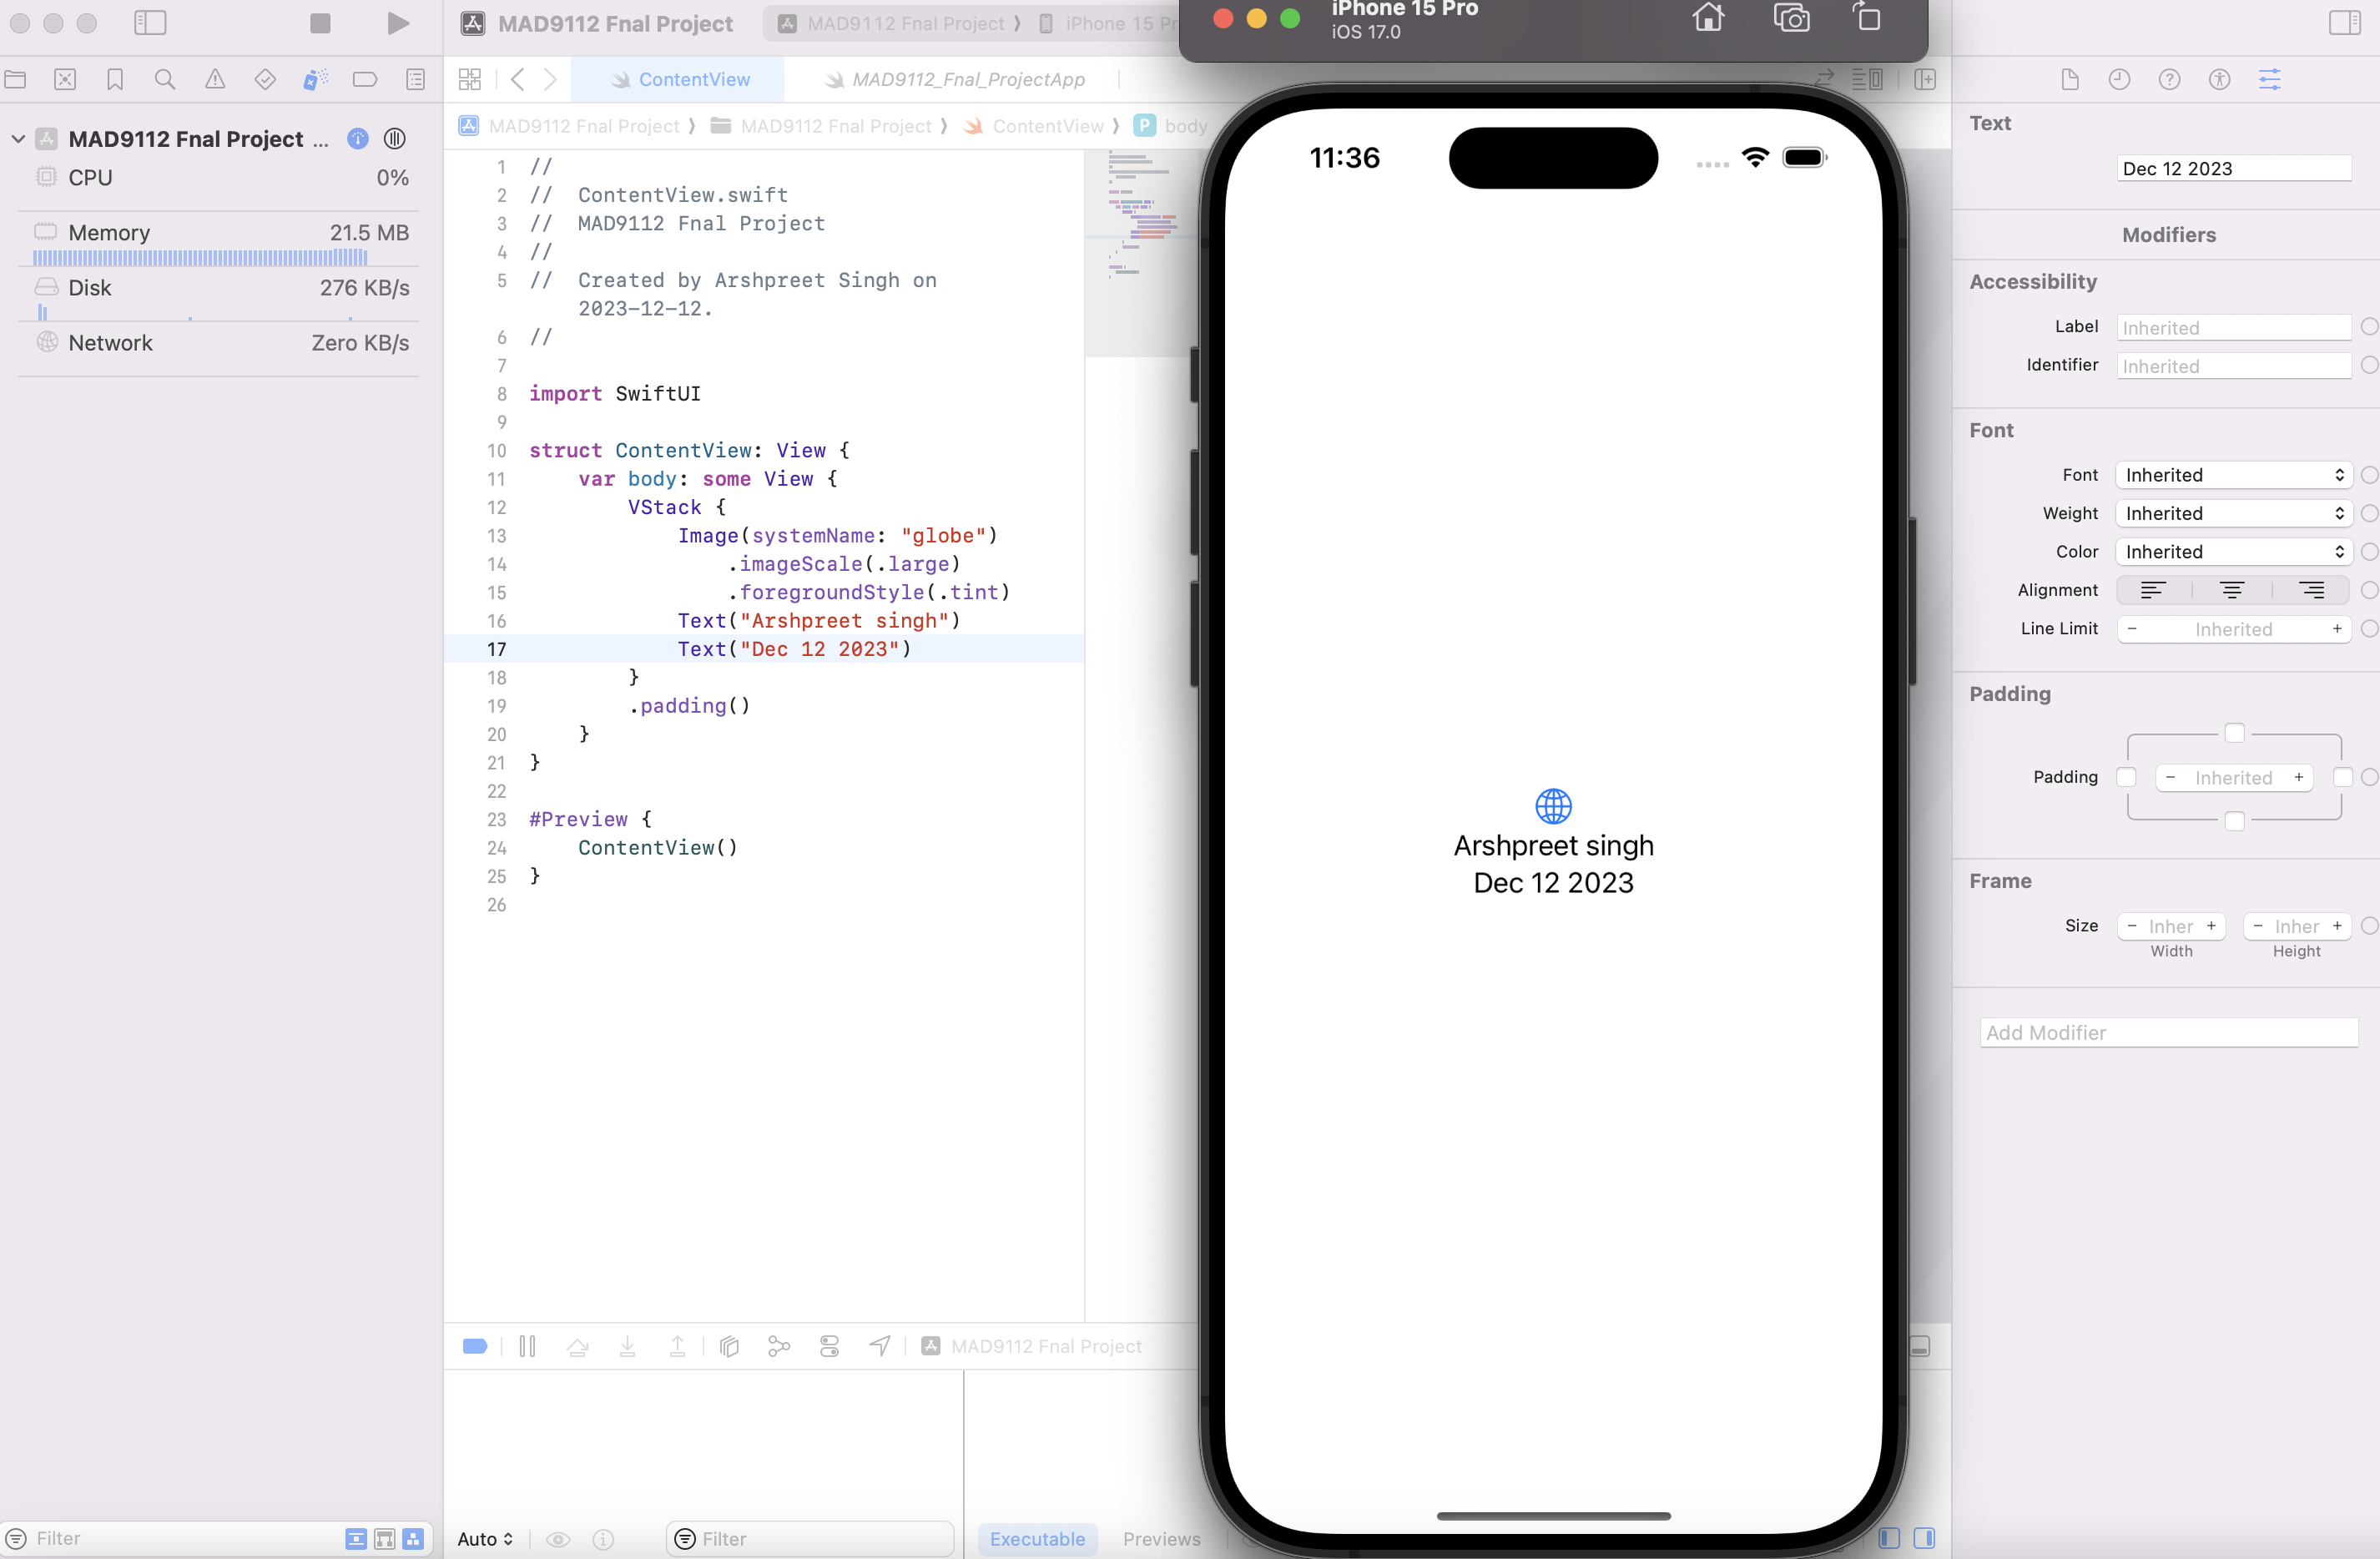 MAD9112 Fnal Project
MAD9112 Fnal Project
iPhone 15 Pr
iPhone 15 Pro
iOS 17.0
ContentView
MAD9112_Fnal_ProjectApp
MAD9112 Fnal Project
MAD9112 Fnal Project
ContentView
P body
MAD9112 Fnal Project ...
CPU 0%
Memory 21.5 MB
Disk 276 KB/s
Network Zero KB/s
1 //
2 //  ContentView.swift
3 //  MAD9112 Fnal Project
4 //
5 //  Created by Arshpreet Singh on
2023-12-12.
6 //
7
8 import SwiftUI
9
10 struct ContentView: View {
11     var body: some View {
12         VStack {
13             Image(systemName: "globe")
14                 .imageScale(.large)
15                 .foregroundStyle(.tint)
16             Text("Arshpreet singh")
17             Text("Dec 12 2023")
18         }
19         .padding()
20     }
21 }
22
23 #Preview {
24     ContentView()
25 }
26
11:36
Arshpreet singh
Dec 12 2023
Text
Dec 12 2023
Modifiers
Accessibility
Label Inherited
Identifier Inherited
Font
Font Inherited
Weight Inherited
Color Inherited
Alignment
Line Limit − Inherited +
Padding
Padding − Inherited +
Frame
Size − Inher + − Inher +
Width Height
Add Modifier
MAD9112 Fnal Project
Filter
Auto
Filter
Executable
Previews